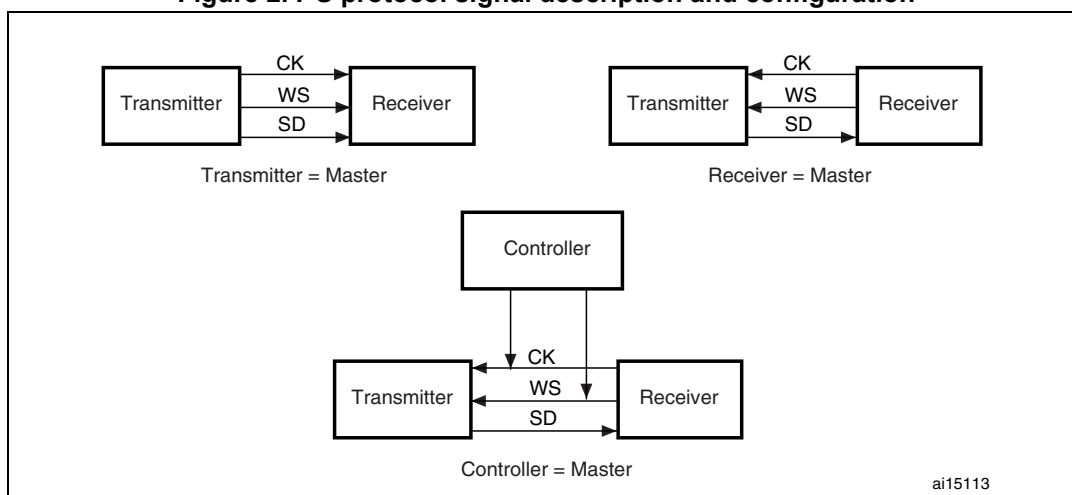 CK
Transmitter
WS
Receiver
SD
Transmitter = Master
CK
Transmitter
WS
Receiver
SD
Receiver = Master
Controller
CK
Transmitter
WS
Receiver
SD
Controller = Master
ai15113